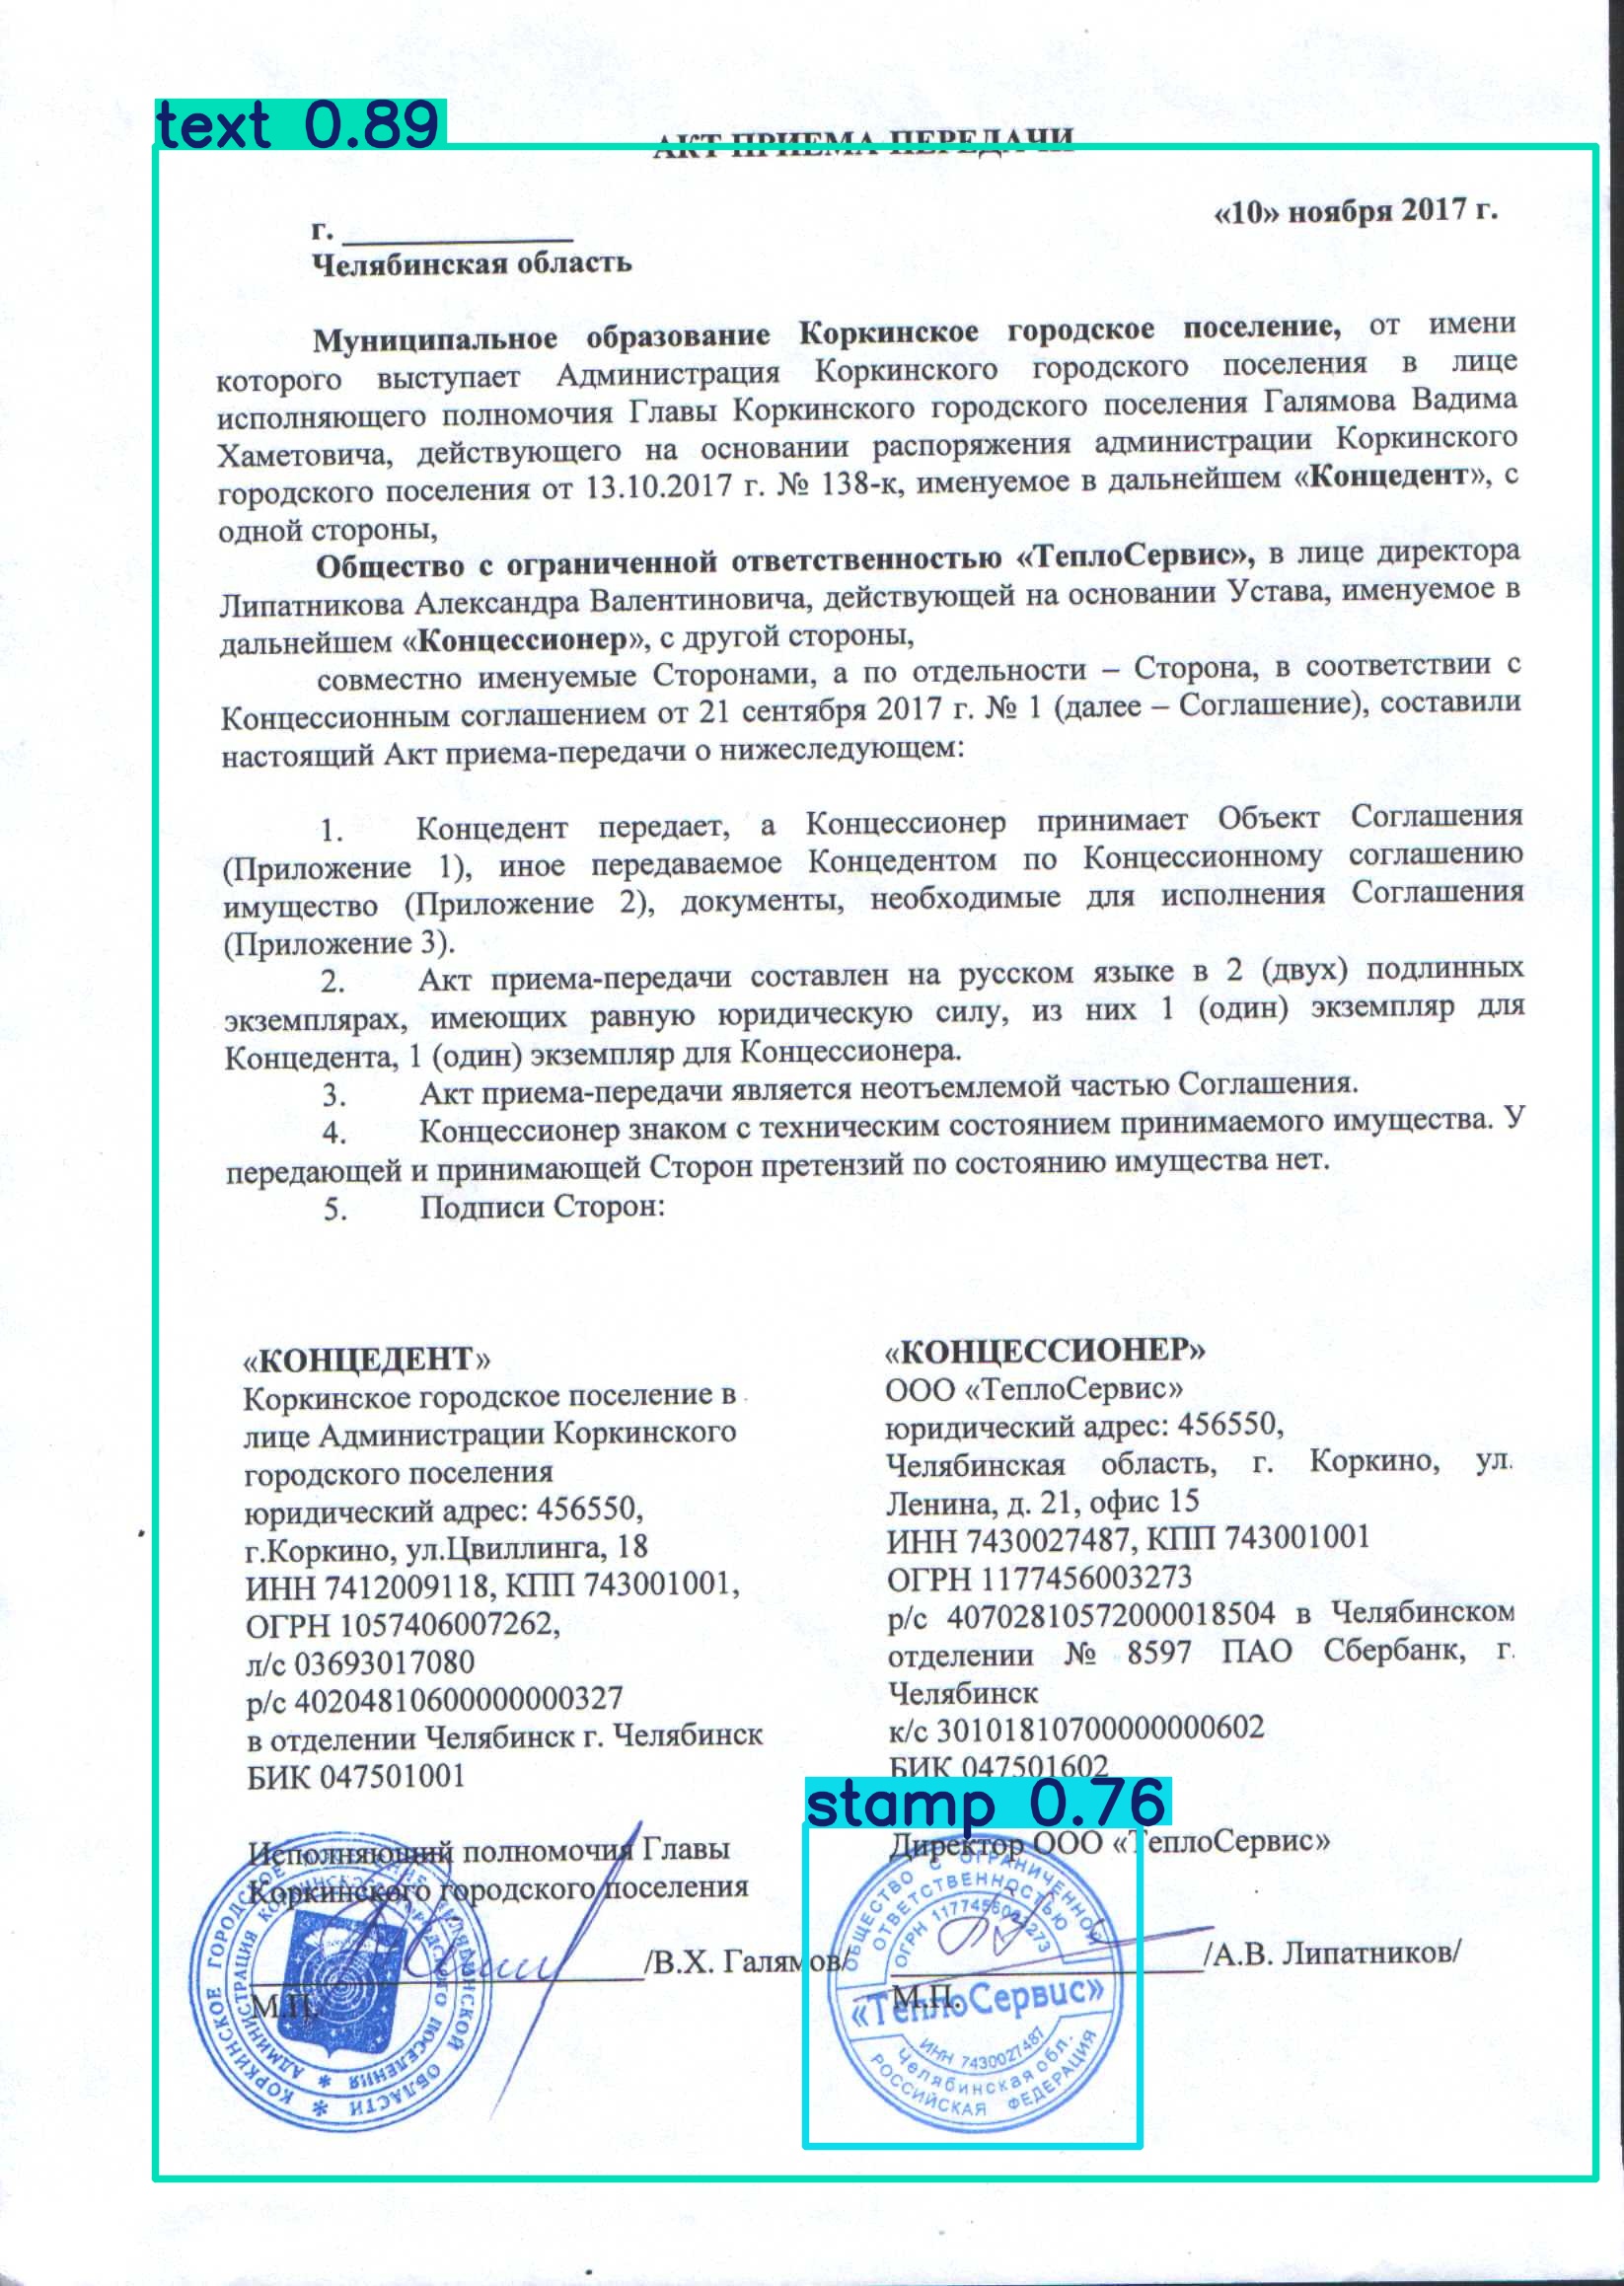 text 0.89
АКТ ПРИЕМА ПЕРЕДАЧИ
«10» ноября 2017 г.
г. _______________
Челябинская область
Муниципальное образование Коркинское городское поселение, от имени
которого выступает Администрация Коркинского городского поселения в лице
исполняющего полномочия Главы Коркинского городского поселения Галямова Вадима
Хаметовича, действующего на основании распоряжения администрации Коркинского
городского поселения от 13.10.2017 г. № 138-к, именуемое в дальнейшем «Концедент», с
одной стороны,
Общество с ограниченной ответственностью «ТеплоСервис», в лице директора
Липатникова Александра Валентиновича, действующей на основании Устава, именуемое в
дальнейшем «Концессионер», с другой стороны,
совместно именуемые Сторонами, а по отдельности – Сторона, в соответствии с
Концессионным соглашением от 21 сентября 2017 г. № 1 (далее – Соглашение), составили
настоящий Акт приема-передачи о нижеследующем:
1. Концедент передает, а Концессионер принимает Объект Соглашения
(Приложение 1), иное передаваемое Концедентом по Концессионному соглашению
имущество (Приложение 2), документы, необходимые для исполнения Соглашения
(Приложение 3).
2. Акт приема-передачи составлен на русском языке в 2 (двух) подлинных
экземплярах, имеющих равную юридическую силу, из них 1 (один) экземпляр для
Концедента, 1 (один) экземпляр для Концессионера.
3. Акт приема-передачи является неотъемлемой частью Соглашения.
4. Концессионер знаком с техническим состоянием принимаемого имущества. У
передающей и принимающей Сторон претензий по состоянию имущества нет.
5. Подписи Сторон:
«КОНЦЕДЕНТ»
Коркинское городское поселение в
лице Администрации Коркинского
городского поселения
юридический адрес: 456550,
г.Коркино, ул.Цвиллинга, 18
ИНН 7412009118, КПП 743001001,
ОГРН 1057406007262,
л/с 03693017080
р/с 40204810600000000327
в отделении Челябинск г. Челябинск
БИК 047501001
Исполняющий полномочия Главы
Коркинского городского поселения
/В.Х. Галямов/
М.П.
КОРКИНСКОЕ ГОРОДСКОЕ ЧЕЛЯБИНСКОЙ ОБЛАСТИ
АДМИНИСТРАЦИЯ КОРКИНСКОГО ГОРОДСКОГО ПОСЕЛЕНИЯ
«КОНЦЕССИОНЕР»
ООО «ТеплоСервис»
юридический адрес: 456550,
Челябинская область, г. Коркино, ул.
Ленина, д. 21, офис 15
ИНН 7430027487, КПП 743001001
ОГРН 1177456003273
р/с 40702810572000018504 в Челябинском
отделении № 8597 ПАО Сбербанк, г.
Челябинск
к/с 30101810700000000602
БИК 047501602
stamp 0.76
Директор ООО «ТеплоСервис»
/А.В. Липатников/
М.П.
ОБЩЕСТВО С ОГРАНИЧЕННОЙ
ОТВЕТСТВЕННОСТЬЮ
ОГРН 1177456003273
«ТеплоСервис»
ИНН 7430027487
Челябинская обл.
РОССИЙСКАЯ ФЕДЕРАЦИЯ